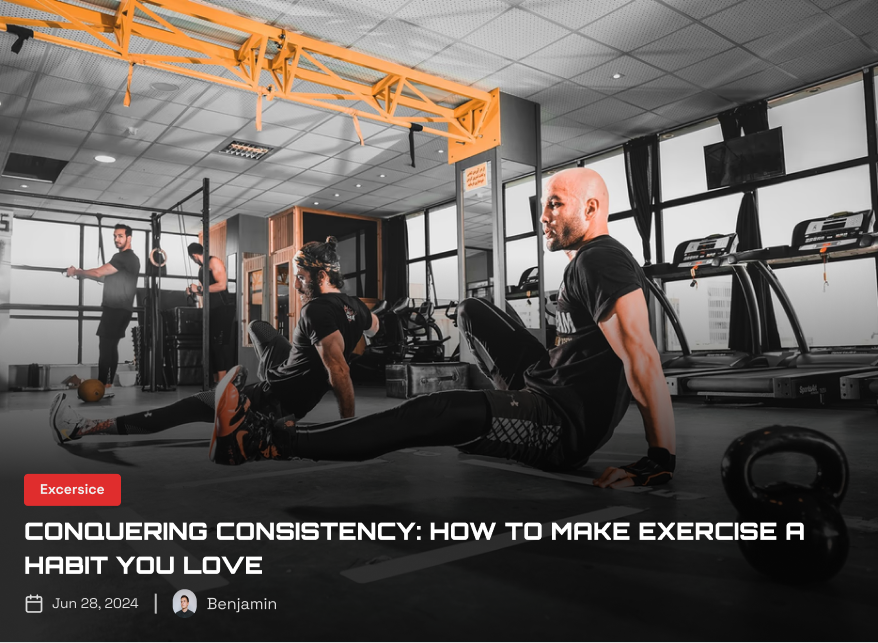 Excersice
CONQUERING CONSISTENCY: HOW TO MAKE EXERCISE A
HABIT YOU LOVE
Jun 28, 2024 | Benjamin